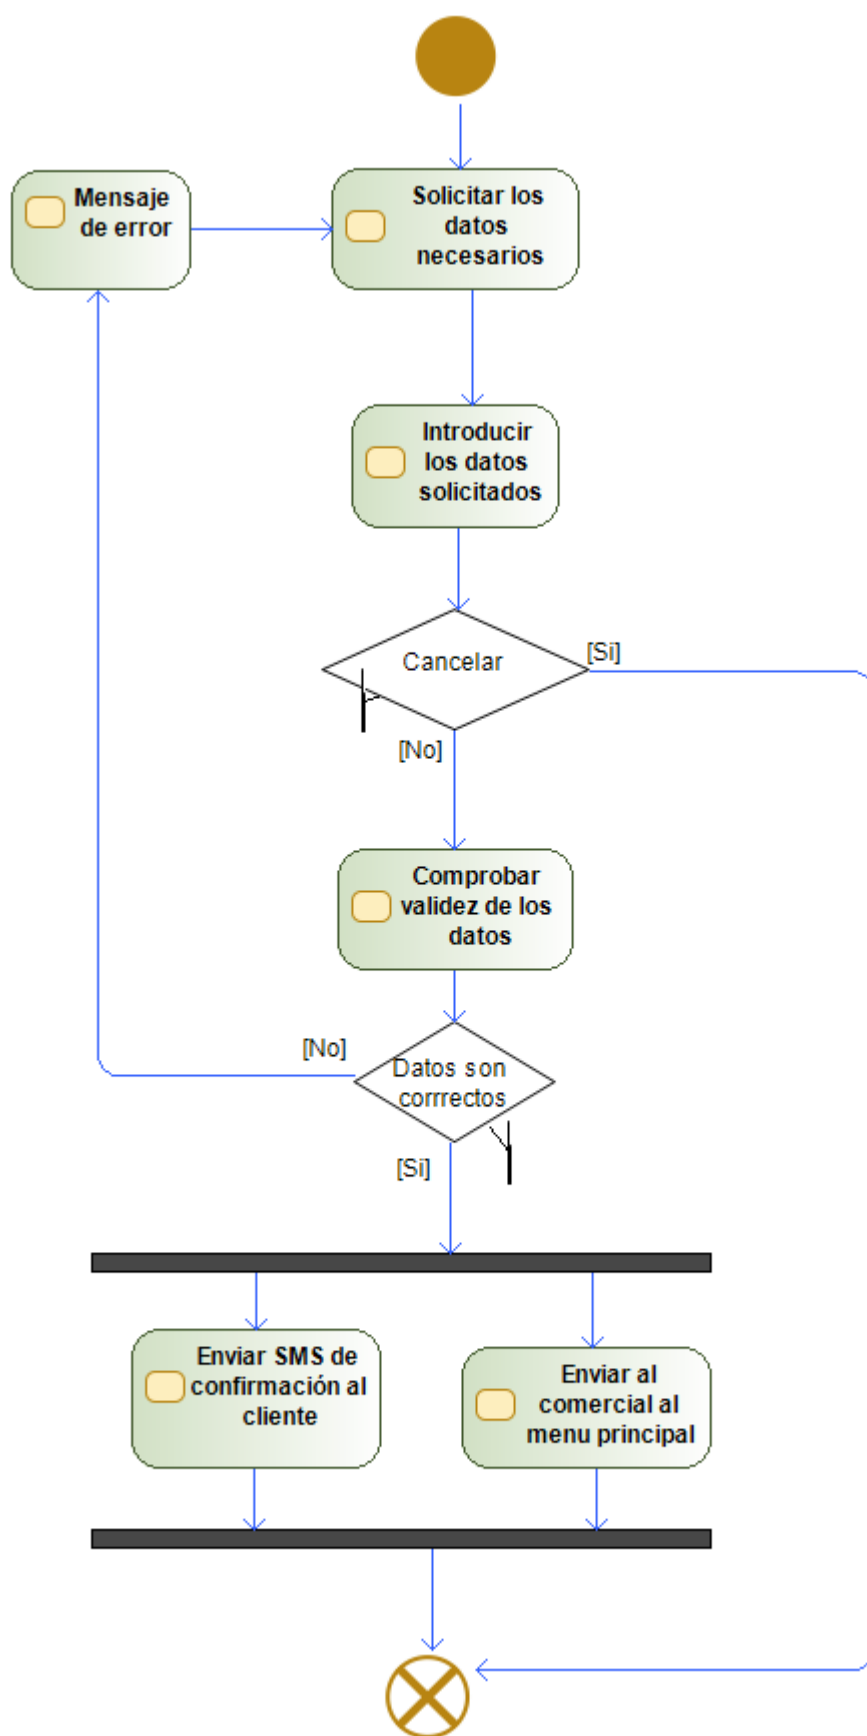 Mensaje
de error
Solicitar los
datos
necesarios
Introducir
los datos
solicitados
Cancelar
[Si]
[No]
Comprobar
validez de los
datos
[No]
Datos son
corrrectos
[Si]
Enviar SMS de
confirmación al
cliente
Enviar al
comercial al
menu principal